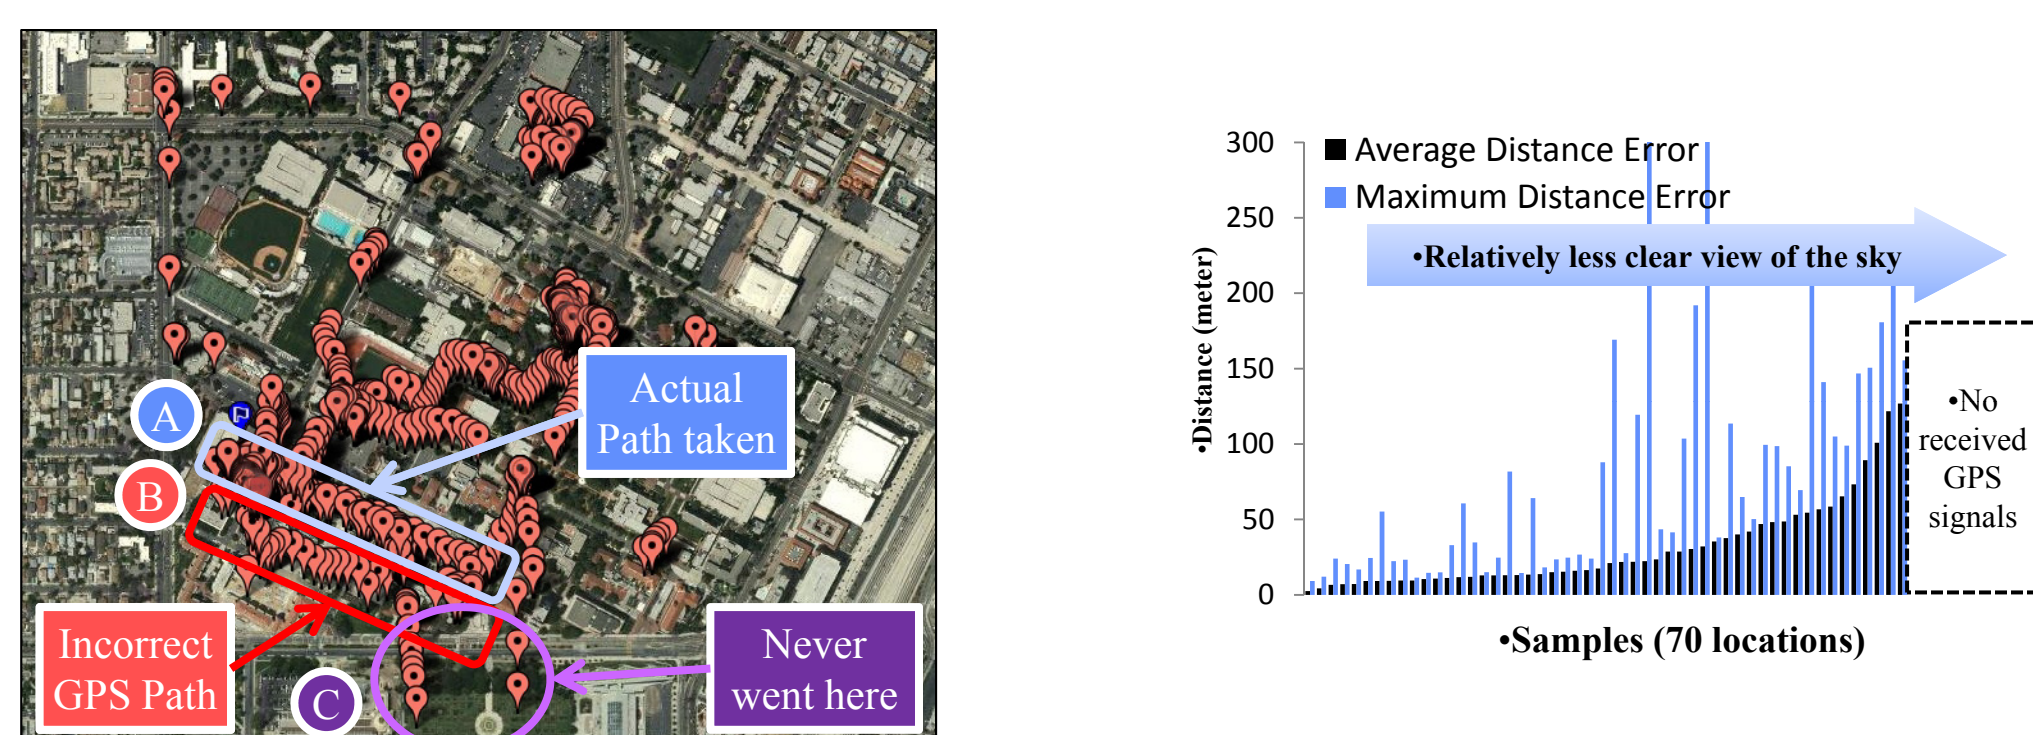 A
B
Actual
Path taken
Incorrect
GPS Path
C
Never
went here
300
250
200
150
100
50
0
•Distance (meter)
Average Distance Error
Maximum Distance Error
•Relatively less clear view of the sky
•No
received
GPS
signals
•Samples (70 locations)